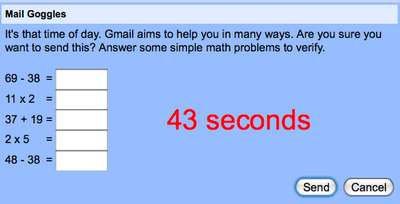 Mail Goggles
It's that time of day. Gmail aims to help you in many ways. Are you sure you
want to send this? Answer some simple math problems to verify.
69 - 38 =
11 x 2 =
37 + 19 =
43 seconds
2 x 5 =
48 - 38 =
Send Cancel